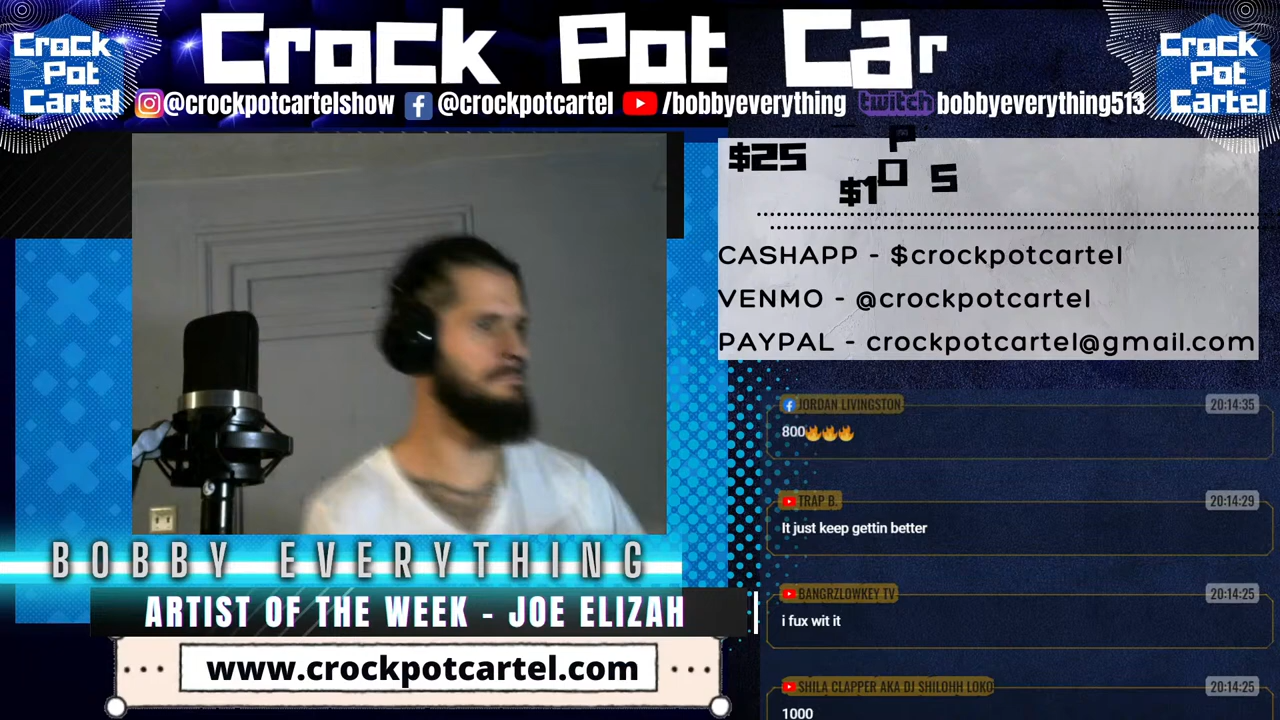 Crock Pot Car
Crock
Pot
Cartel
@crockpotcartelshow @crockpotcartel /bobbyeverything twitch bobbyeverything513
Crock
Pot
Cartel
$25
$1
P
O
S
CASHAPP - $crockpotcartel
VENMO - @crockpotcartel
PAYPAL - crockpotcartel@gmail.com
JORDAN LIVINGSTON 20:14:35
800🔥🔥🔥
TRAP B. 20:14:29
It just keep gettin better
BANGRZLOWKEY TV 20:14:25
i fux wit it
SHILA CLAPPER AKA DJ SHILOHH LOKO 20:14:25
1000
BOBBY EVERYTHING
ARTIST OF THE WEEK - JOE ELIZAH
www.crockpotcartel.com